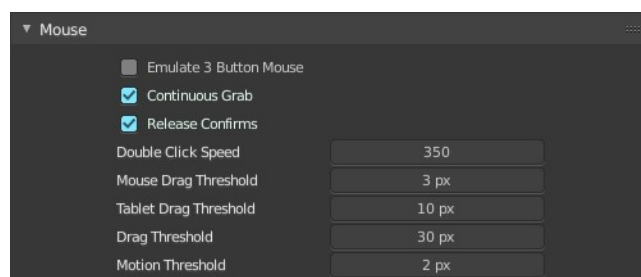 Mouse
Emulate 3 Button Mouse
Continuous Grab
Release Confirms
Double Click Speed 350
Mouse Drag Threshold 3 px
Tablet Drag Threshold 10 px
Drag Threshold 30 px
Motion Threshold 2 px